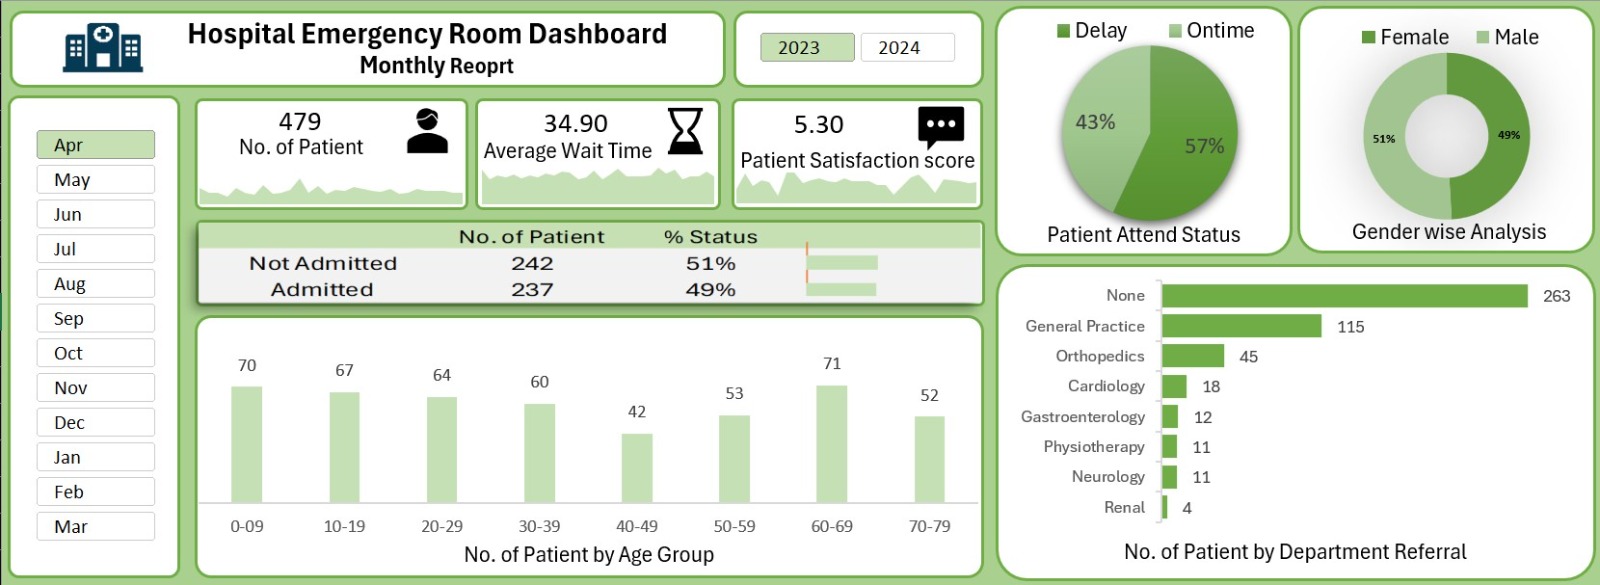 Hospital Emergency Room Dashboard
Monthly Reoprt
2023
2024
Apr
May
Jun
Jul
Aug
Sep
Oct
Nov
Dec
Jan
Feb
Mar
479
No. of Patient
34.90
Average Wait Time
5.30
Patient Satisfaction score
No. of Patient % Status
Not Admitted 242 51%
Admitted 237 49%
70 67 64 60 42 53 71 52
0-09 10-19 20-29 30-39 40-49 50-59 60-69 70-79
No. of Patient by Age Group
Delay Ontime
43%
57%
Patient Attend Status
Female Male
51% 49%
Gender wise Analysis
None 263
General Practice 115
Orthopedics 45
Cardiology 18
Gastroenterology 12
Physiotherapy 11
Neurology 11
Renal 4
No. of Patient by Department Referral